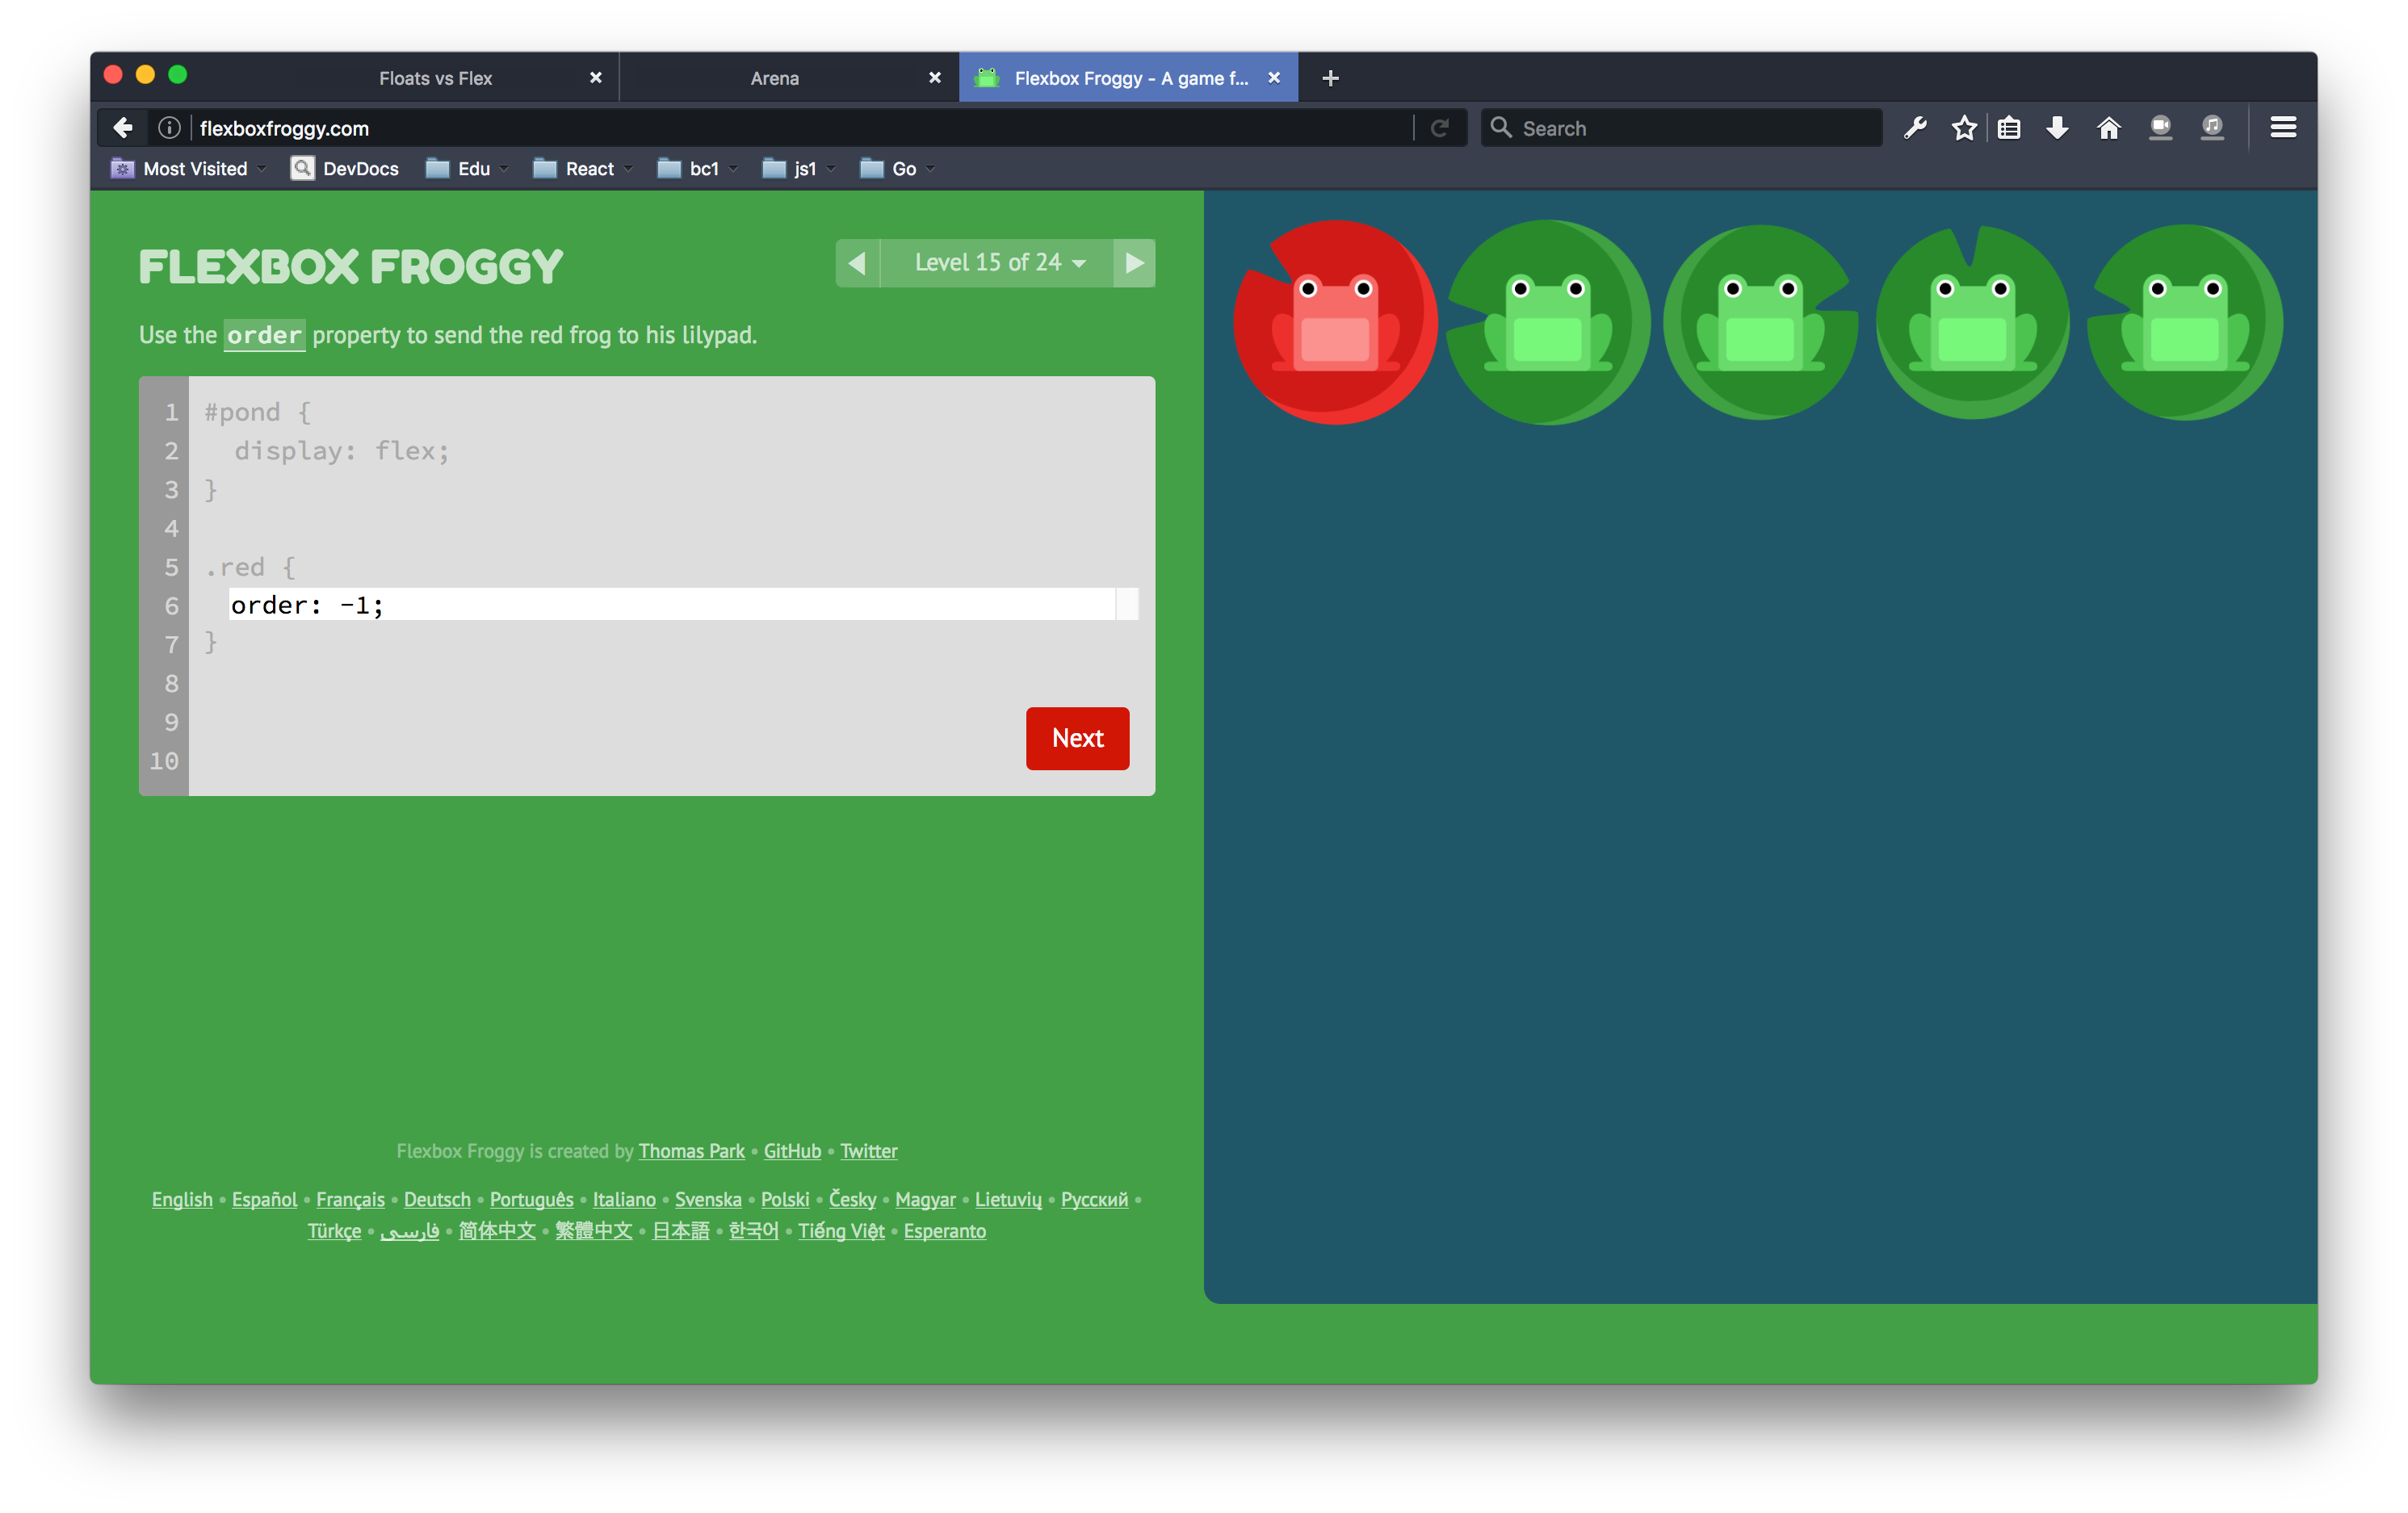 Floats vs Flex
Arena
Flexbox Froggy - A game f...
flexboxfroggy.com
Search
Most Visited
DevDocs
Edu
React
bc1
js1
Go
FLEXBOX FROGGY
Level 15 of 24
Use the order property to send the red frog to his lilypad.
1 #pond {
2 display: flex;
3 }
4
5 .red {
6 order: -1;
7 }
8
9
10
Next
Flexbox Froggy is created by Thomas Park • GitHub • Twitter
English • Español • Français • Deutsch • Português • Italiano • Svenska • Polski • Česky • Magyar • Lietuvių • Русский •
Türkçe • فارسی • 简体中文 • 繁體中文 • 日本語 • 한국어 • Tiếng Việt • Esperanto